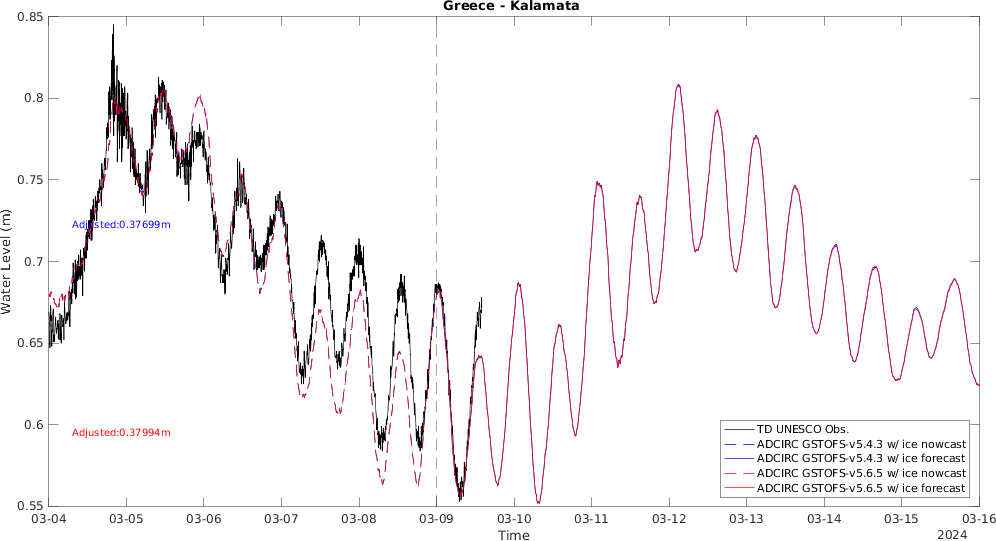 Greece - Kalamata
0.85
0.8
0.75
0.7
0.65
0.6
0.55
Water Level (m)
Adjusted:0.37699m
Adjusted:0.37994m
TD UNESCO Obs.
ADCIRC GSTOFS-v5.4.3 w/ ice nowcast
ADCIRC GSTOFS-v5.4.3 w/ ice forecast
ADCIRC GSTOFS-v5.6.5 w/ ice nowcast
ADCIRC GSTOFS-v5.6.5 w/ ice forecast
03-04 03-05 03-06 03-07 03-08 03-09 03-10 03-11 03-12 03-13 03-14 03-15 03-16
Time
2024